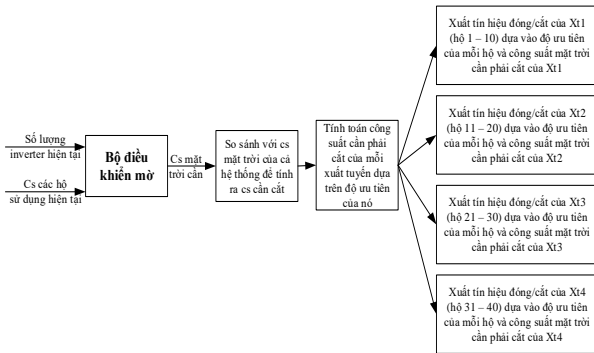 Số lượng
inverter hiện tại
Cs các hộ
sử dụng hiện tại
Bộ điều
khiển mờ
Cs mặt
trời cần
So sánh với cs
mặt trời của cả
hệ thống để tính
ra cs cần cắt
Tính toán công
suất cần phải
cắt của mỗi
xuất tuyến dựa
trên độ ưu tiên
của nó
Xuất tín hiệu đóng/cắt của Xt1
(hộ 1 – 10) dựa vào độ ưu tiên
của mỗi hộ và công suất mặt trời
cần phải cắt của Xt1
Xuất tín hiệu đóng/cắt của Xt2
(hộ 11 – 20) dựa vào độ ưu tiên
của mỗi hộ và công suất mặt trời
cần phải cắt của Xt2
Xuất tín hiệu đóng/cắt của Xt3
(hộ 21 – 30) dựa vào độ ưu tiên
của mỗi hộ và công suất mặt trời
cần phải cắt của Xt3
Xuất tín hiệu đóng/cắt của Xt4
(hộ 31 – 40) dựa vào độ ưu tiên
của mỗi hộ và công suất mặt trời
cần phải cắt của Xt4